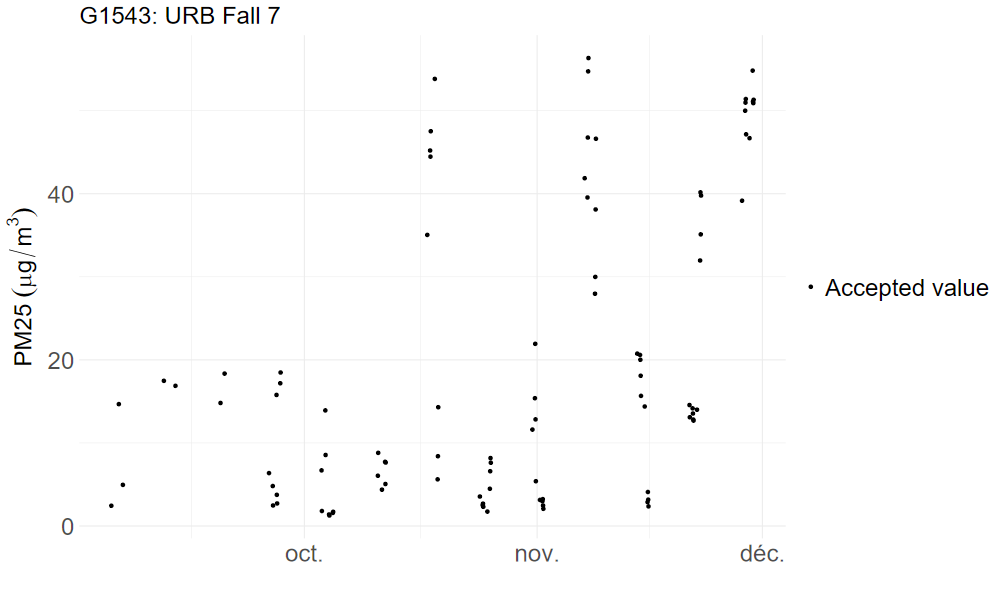 G1543: URB Fall 7
PM25 (μg/m³)
40
20
0
oct. nov. déc.
Accepted value